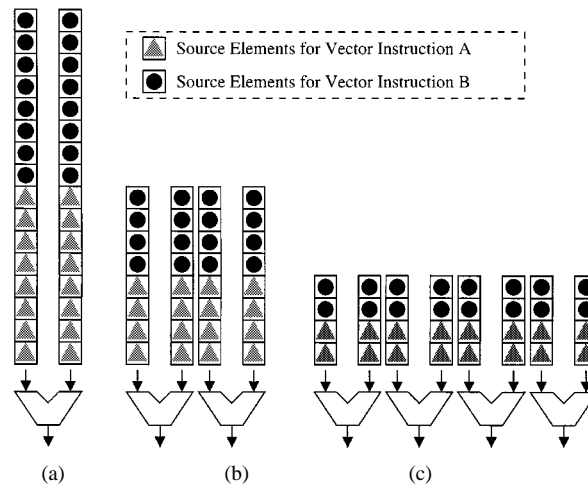 Source Elements for Vector Instruction A
Source Elements for Vector Instruction B
(a)
(b)
(c)